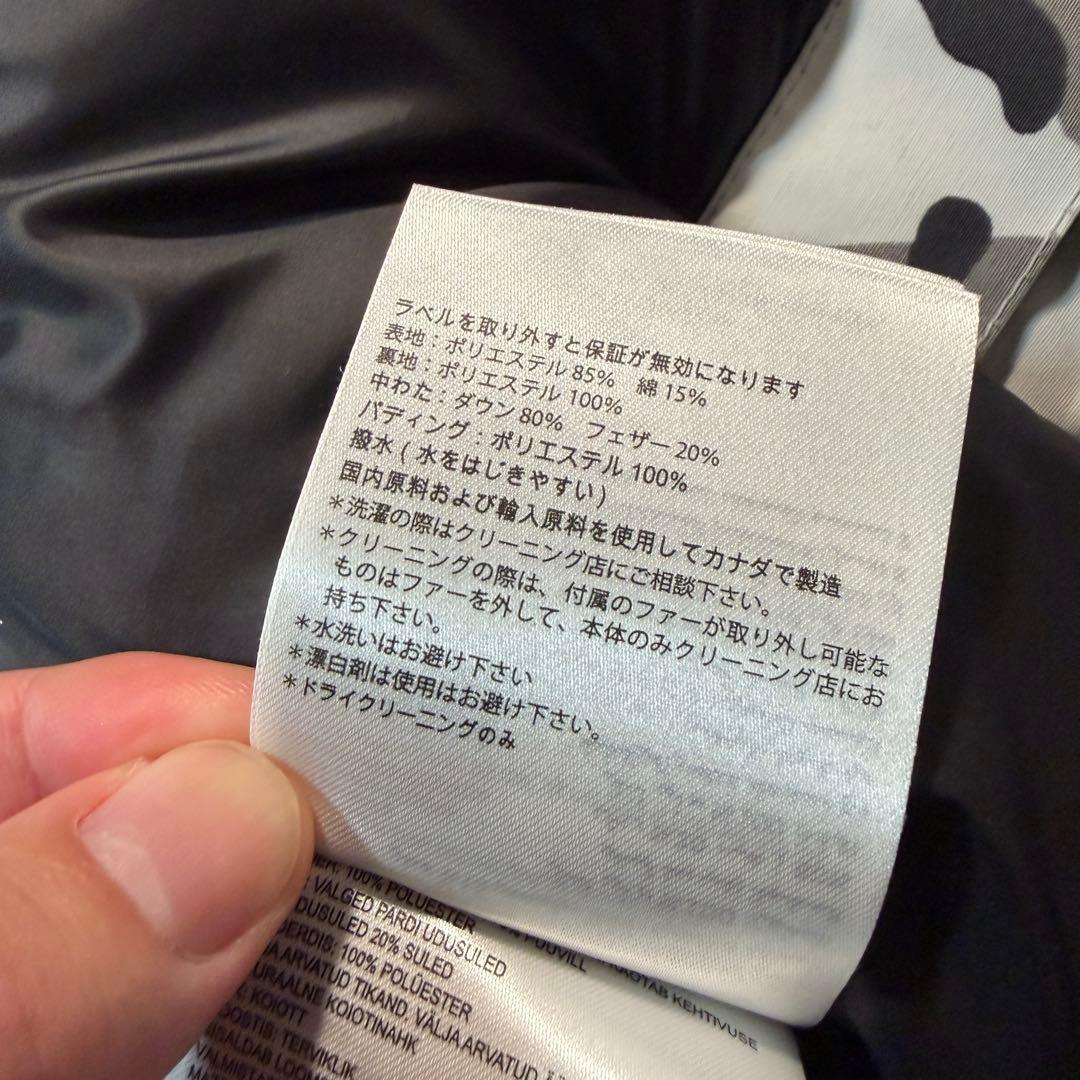 ラベルを取り外すと保証が無効になります
表地：ポリエステル 85%　綿 15%
裏地：ポリエステル 100%
中わた：ダウン 80%　フェザー 20%
パディング：ポリエステル 100%
撥水 ( 水をはじきやすい )
国内原料および輸入原料を使用してカナダで製造
＊洗濯の際はクリーニング店にご相談下さい。
＊クリーニングの際は、付属のファーが取り外し可能な
ものはファーを外して、本体のみクリーニング店にお
持ち下さい。
＊水洗いはお避け下さい
＊漂白剤は使用はお避け下さい。
＊ドライクリーニングのみ
100% POLÜESTER
PUUVILL
KEHTIVUSE
VALGED PARDI UDUSULED
20% SULED
100% POLÜESTER
ARVATUD TIKAND, VÄLJA ARVATUD
KOIOTINAHK
KOIOTT
TERVIKLIK